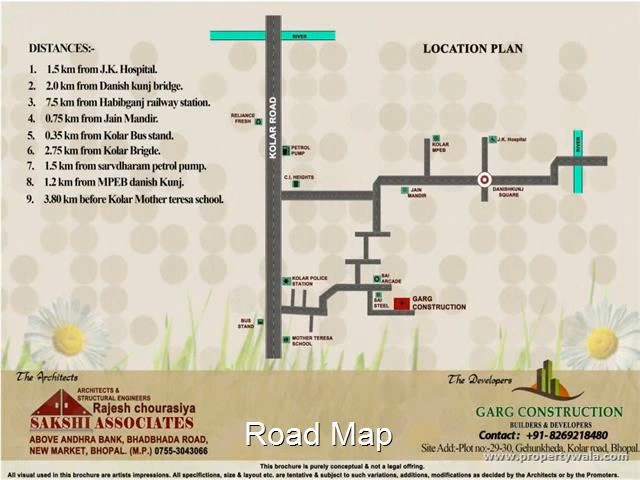 RIVER
DISTANCES:-
LOCATION PLAN
1. 1.5 km from J.K. Hospital.
2. 2.0 km from Danish kunj bridge.
3. 7.5 km from Habibganj railway station.
4. 0.75 km from Jain Mandir.
5. 0.35 km from Kolar Bus stand.
6. 2.75 km from Kolar Brigde.
7. 1.5 km from sarvdharam petrol pump.
8. 1.2 km from MPEB danish Kunj.
9. 3.80 km before Kolar Mother teresa school.
KOLAR ROAD
RELIANCE
FRESH
PETROL
PUMP
C.I. HEIGHTS
KOLAR
MPEB
J.K. Hospital
RIVER
JAIN
MANDIR
DANISHKUNJ
SQUARE
KOLAR POLICE
STATION
SAI
ARCADE
SAI
STEEL
GARG
CONSTRUCTION
BUS
STAND
MOTHER TERESA
SCHOOL
The Architects
ARCHITECTS &
STRUCTURAL ENGINEERS
Rajesh chourasiya
SAKSHI ASSOCIATES
ABOVE ANDHRA BANK, BHADBHADA ROAD,
NEW MARKET, BHOPAL. (M.P.) 0755-3043066
Road Map
The Developers
GARG CONSTRUCTION
BUILDERS & DEVELOPERS
Contact : +91-8269218480
Site Add:-Plot no:-29-30, Gehunkheda, Kolar road, Bhopal.
www.propertywala.com
This brochure is purely conceptual & not a legal offring.
All visual used in this brochure are artists impressions. All specifictions, size & layout etc. are tentative & subject to such variations, additions, modifications as decided by the Architects or by the Promoters.